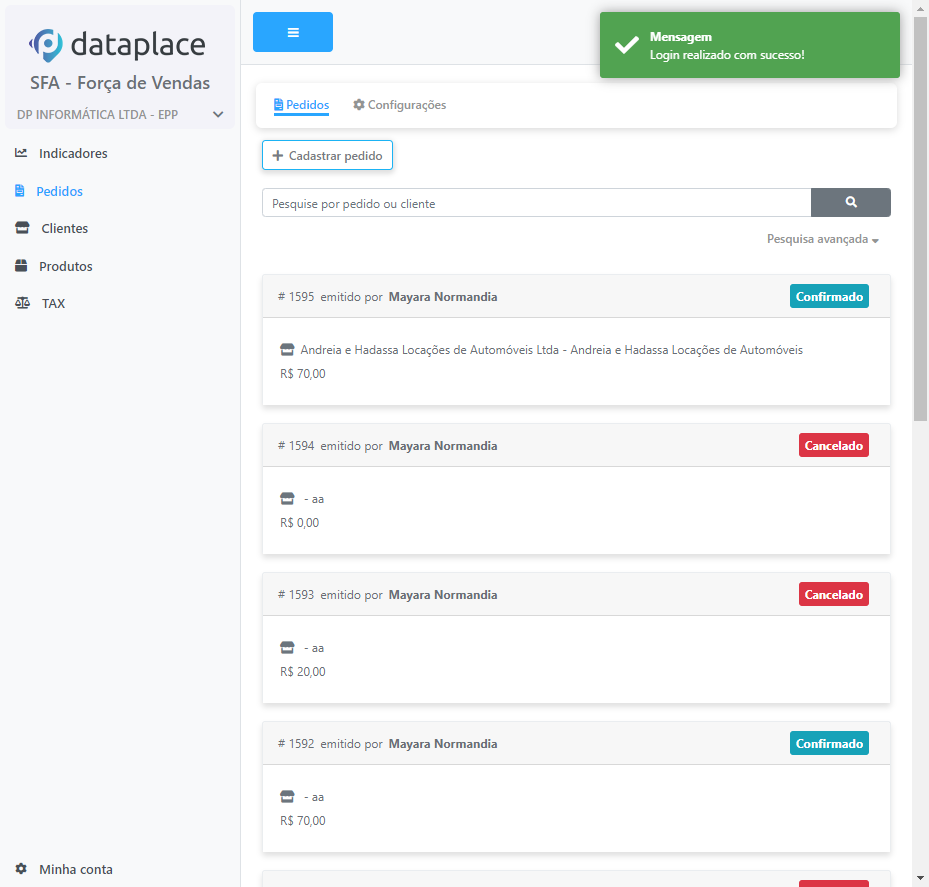 dataplace
SFA - Força de Vendas
DP INFORMÁTICA LTDA - EPP
Indicadores
Pedidos
Clientes
Produtos
TAX
Minha conta
Mensagem
Login realizado com sucesso!
Pedidos Configurações
Cadastrar pedido
Pesquise por pedido ou cliente
Pesquisa avançada
# 1595 emitido por Mayara Normandia Confirmado
Andreia e Hadassa Locações de Automóveis Ltda - Andreia e Hadassa Locações de Automóveis
R$ 70,00
# 1594 emitido por Mayara Normandia Cancelado
- aa
R$ 0,00
# 1593 emitido por Mayara Normandia Cancelado
- aa
R$ 20,00
# 1592 emitido por Mayara Normandia Confirmado
- aa
R$ 70,00